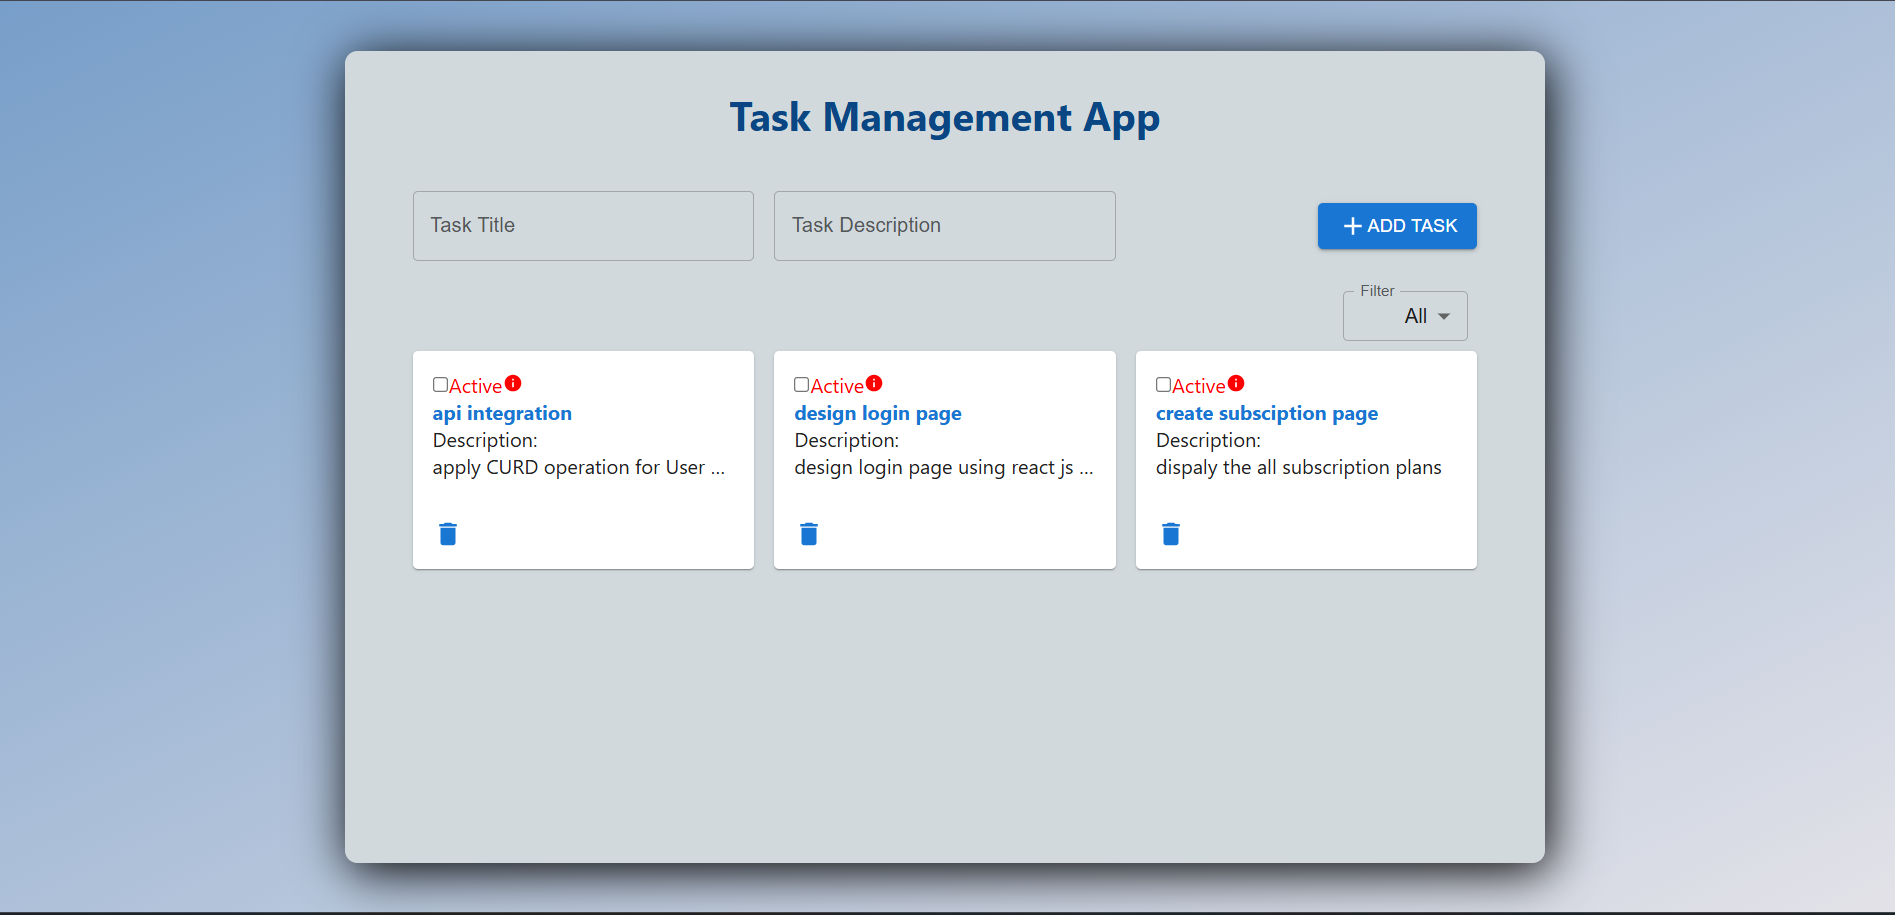 Task Management App
Task Title
Task Description
ADD TASK
Filter
All
Active
api integration
Description:
apply CURD operation for User ...
Active
design login page
Description:
design login page using react js ...
Active
create subsciption page
Description:
dispaly the all subscription plans